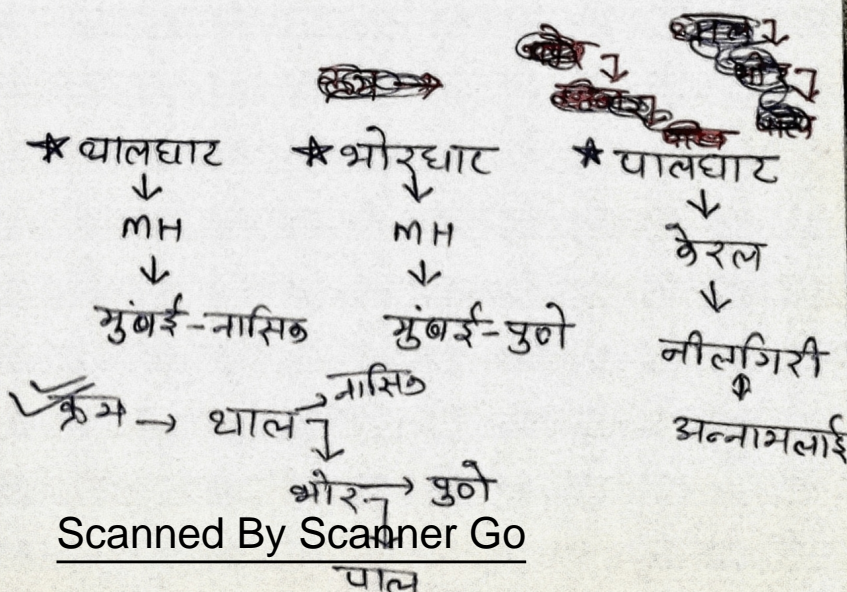 ★ थालघाट ★ भोरघाट ★ पालघाट
↓ ↓ ↓
MH MH केरल
↓ ↓ ↓
मुंबई-नासिक मुंबई-पुणे नीलगिरी
↕
अन्नामलाई
क्रम → थाल → नासिक
↓
भोर → पुणे
पाल
Scanned By Scanner Go